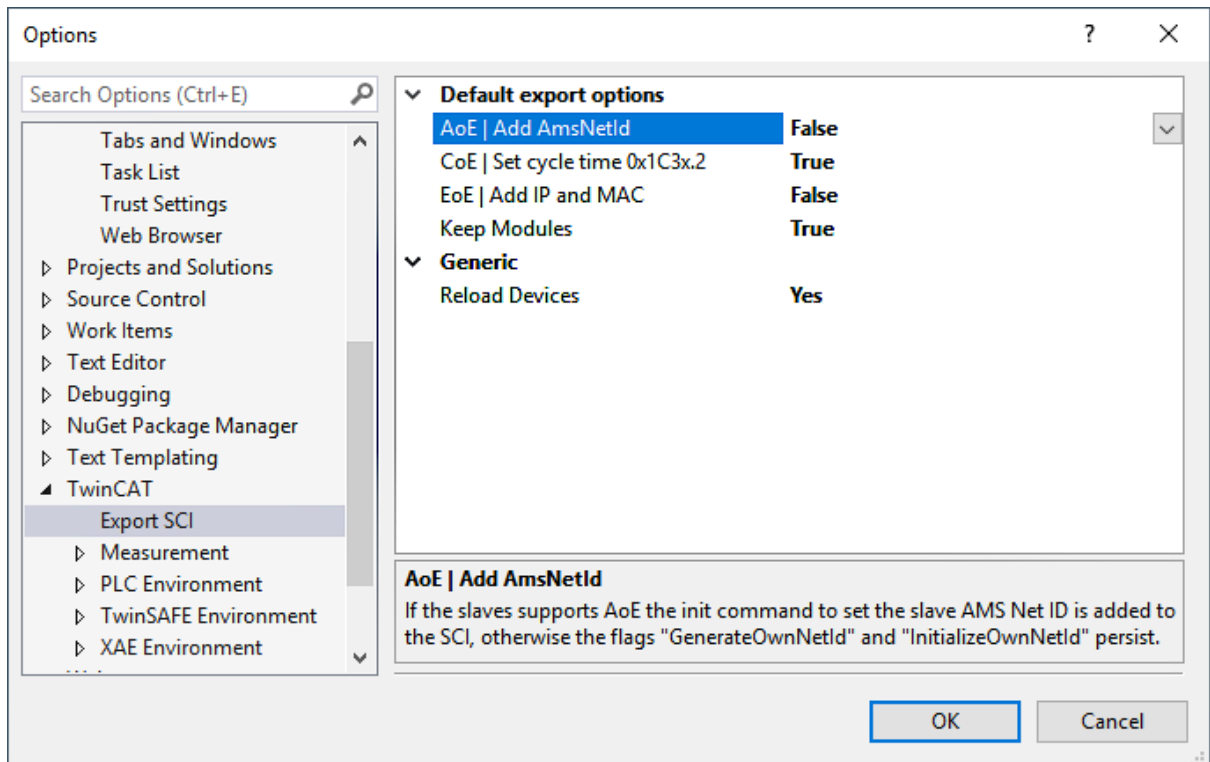 Options
Search Options (Ctrl+E)
Tabs and Windows
Task List
Trust Settings
Web Browser
Projects and Solutions
Source Control
Work Items
Text Editor
Debugging
NuGet Package Manager
Text Templating
TwinCAT
Export SCI
Measurement
PLC Environment
TwinSAFE Environment
XAE Environment
Default export options
AoE | Add AmsNetId False
CoE | Set cycle time 0x1C3x.2 True
EoE | Add IP and MAC False
Keep Modules True
Generic
Reload Devices Yes
AoE | Add AmsNetId
If the slaves supports AoE the init command to set the slave AMS Net ID is added to
the SCI, otherwise the flags "GenerateOwnNetId" and "InitializeOwnNetId" persist.
OK Cancel